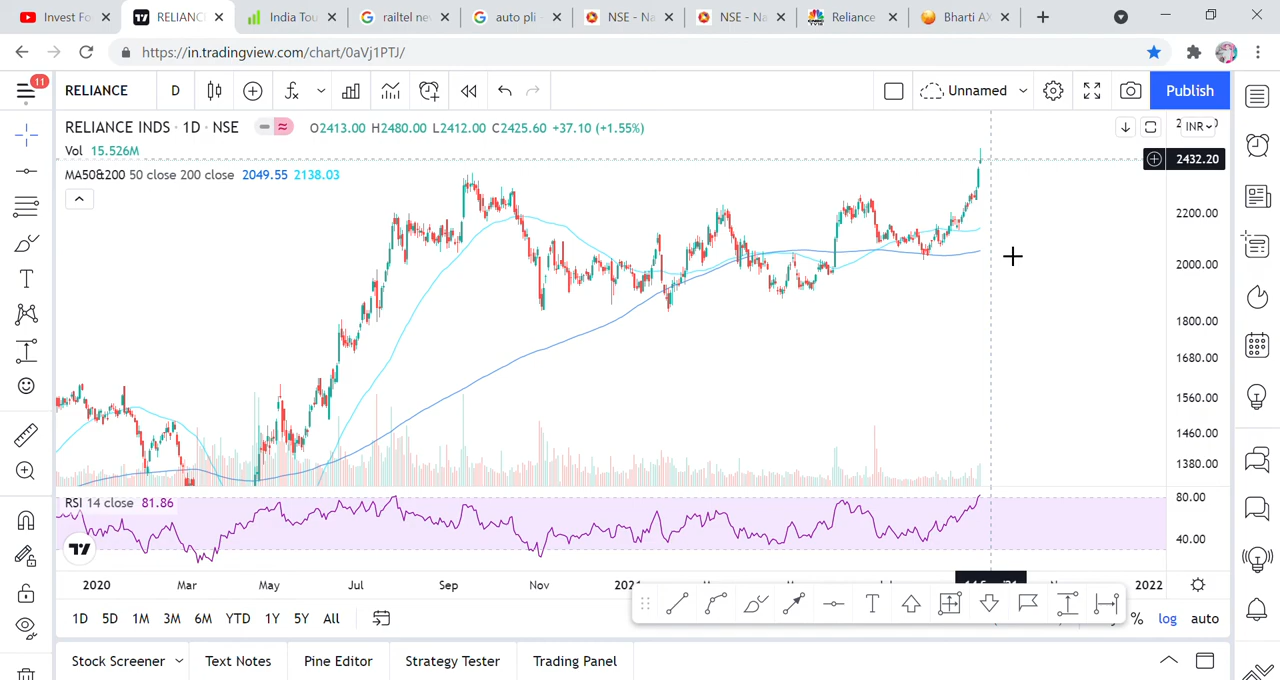 Invest Fo
RELIANC
India Tou
railtel ne
auto pli -
NSE - Na
NSE - Na
Reliance
Bharti AX
https://in.tradingview.com/chart/0aVj1PTJ/
11
RELIANCE
D
Unnamed
Publish
RELIANCE INDS · 1D · NSE
O2413.00 H2480.00 L2412.00 C2425.60 +37.10 (+1.55%)
INR
Vol 15.526M
2432.20
MA50&200 50 close 200 close 2049.55 2138.03
2200.00
2000.00
1800.00
1680.00
1560.00
1460.00
1380.00
RSI 14 close 81.86
80.00
40.00
2020
Mar
May
Jul
Sep
Nov
2021
2022
1D
5D
1M
3M
6M
YTD
1Y
5Y
All
%
log
auto
Stock Screener
Text Notes
Pine Editor
Strategy Tester
Trading Panel